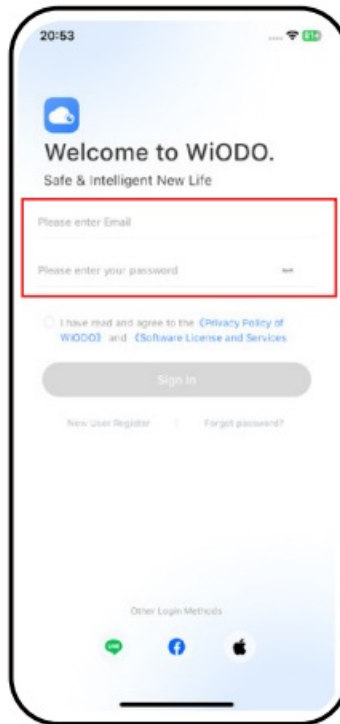 20:53
Welcome to WiODO.
Safe & Intelligent New Life
Please enter Email
Please enter your password
I have read and agree to the《Privacy Policy of
WiODO》 and 《Software License and Services
Sign In
New User Register | Forgot password?
Other Login Methods
LINE